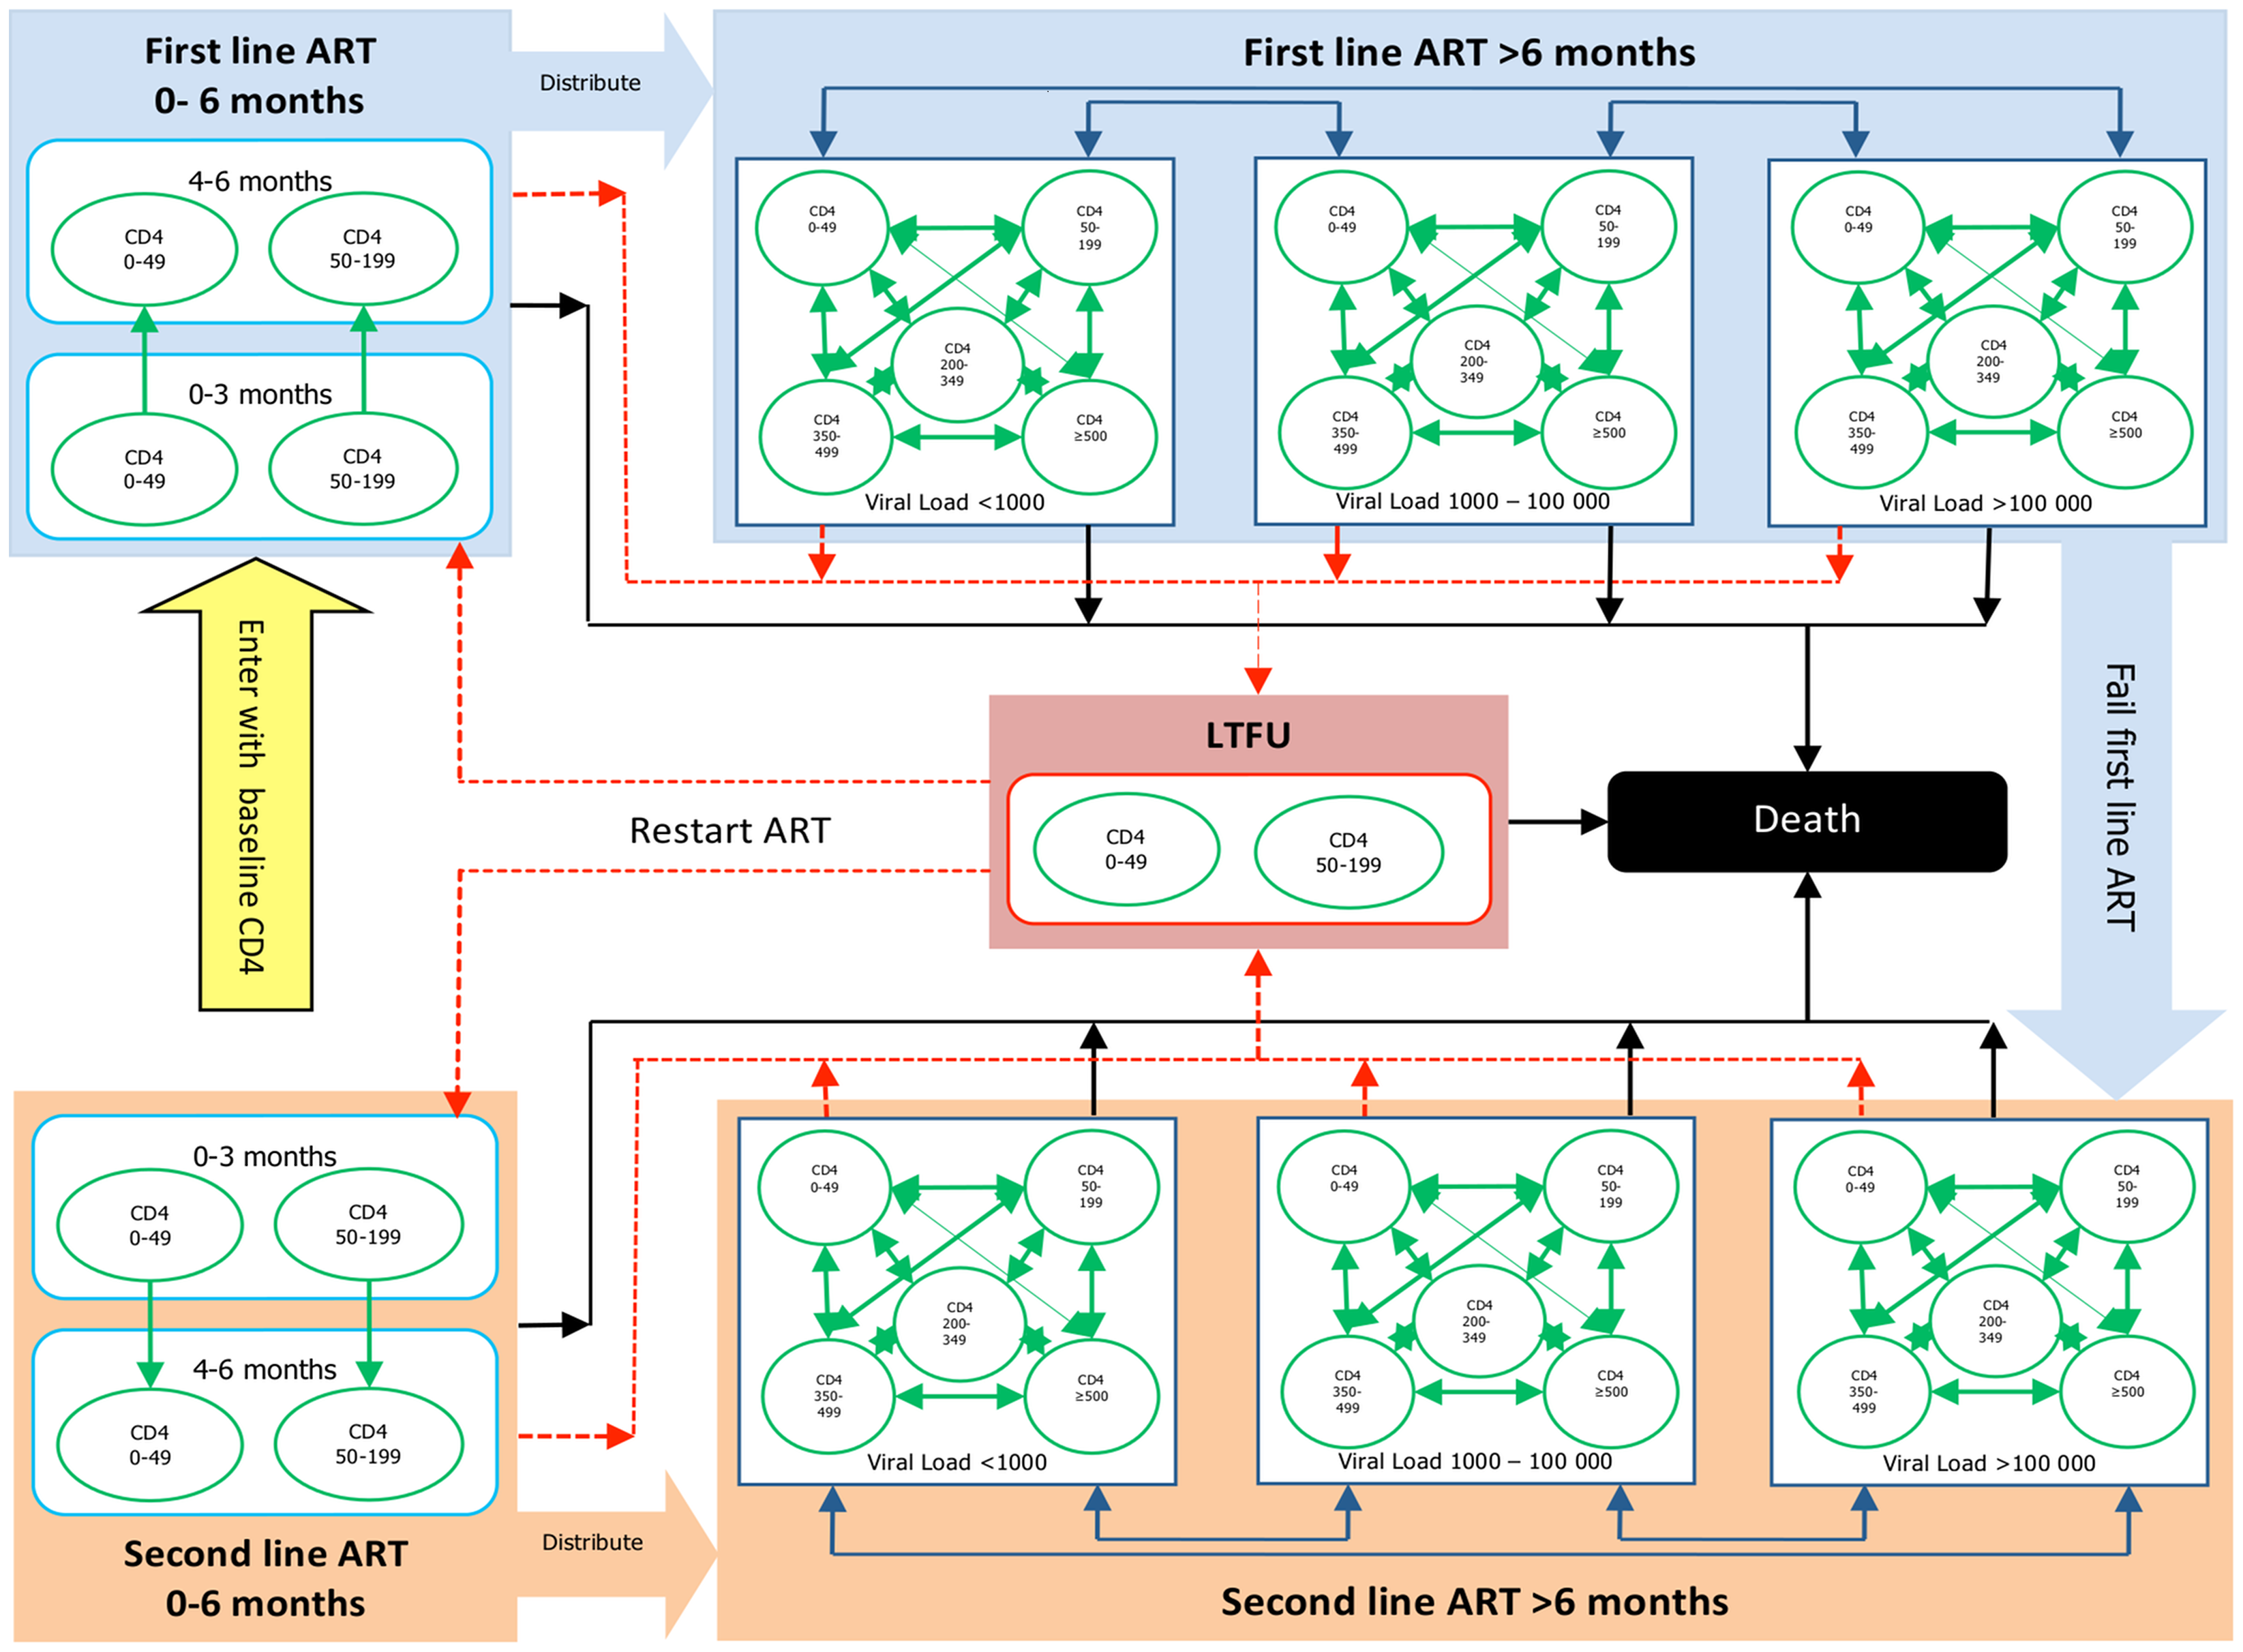 First line ART
0- 6 months
4-6 months
CD4
0-49
CD4
50-199
0-3 months
CD4
0-49
CD4
50-199
Distribute
First line ART >6 months
CD4
0-49
CD4
50-
199
CD4
200-
349
CD4
350-
499
CD4
≥500
Viral Load <1000
CD4
0-49
CD4
50-
199
CD4
200-
349
CD4
350-
499
CD4
≥500
Viral Load 1000 – 100 000
CD4
0-49
CD4
50-
199
CD4
200-
349
CD4
350-
499
CD4
≥500
Viral Load >100 000
Enter with baseline CD4
Restart ART
LTFU
CD4
0-49
CD4
50-199
Death
Fail first line ART
0-3 months
CD4
0-49
CD4
50-199
4-6 months
CD4
0-49
CD4
50-199
Second line ART
0-6 months
Distribute
CD4
0-49
CD4
50-
199
CD4
200-
349
CD4
350-
499
CD4
≥500
Viral Load <1000
CD4
0-49
CD4
50-
199
CD4
200-
349
CD4
350-
499
CD4
≥500
Viral Load 1000 – 100 000
CD4
0-49
CD4
50-
199
CD4
200-
349
CD4
350-
499
CD4
≥500
Viral Load >100 000
Second line ART >6 months